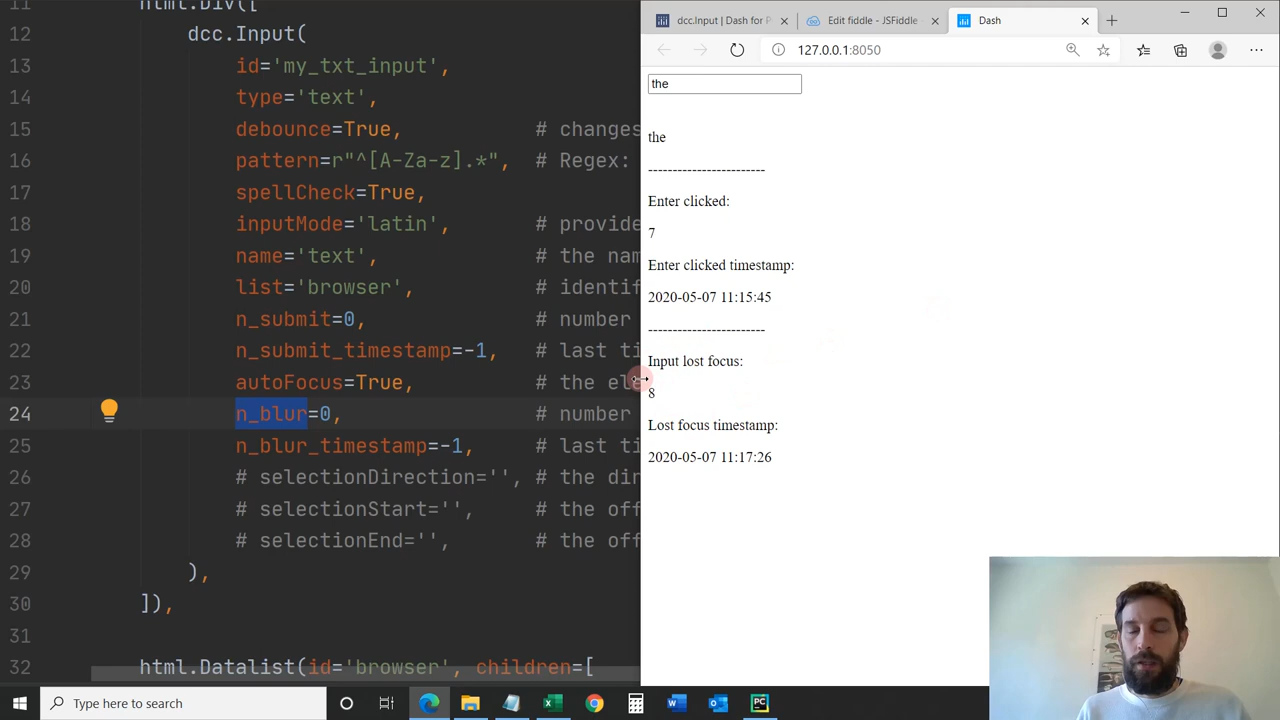 11 html.Div([
12 dcc.Input(
13 id='my_txt_input',
14 type='text',
15 debounce=True, # changes
16 pattern=r"^[A-Za-z].*", # Regex:
17 spellCheck=True,
18 inputMode='latin', # provide
19 name='text', # the nam
20 list='browser', # identif
21 n_submit=0, # number
22 n_submit_timestamp=-1, # last ti
23 autoFocus=True, # the ele
24 n_blur=0, # number
25 n_blur_timestamp=-1, # last ti
26 # selectionDirection='', # the dir
27 # selectionStart='', # the off
28 # selectionEnd='', # the off
29 ),
30 ]),
31
32 html.Datalist(id='browser', children=[
dcc.Input | Dash for P
Edit fiddle - JSFiddle
Dash
127.0.0.1:8050
the
the
------------------------
Enter clicked:
7
Enter clicked timestamp:
2020-05-07 11:15:45
------------------------
Input lost focus:
8
Lost focus timestamp:
2020-05-07 11:17:26
Type here to search
PC